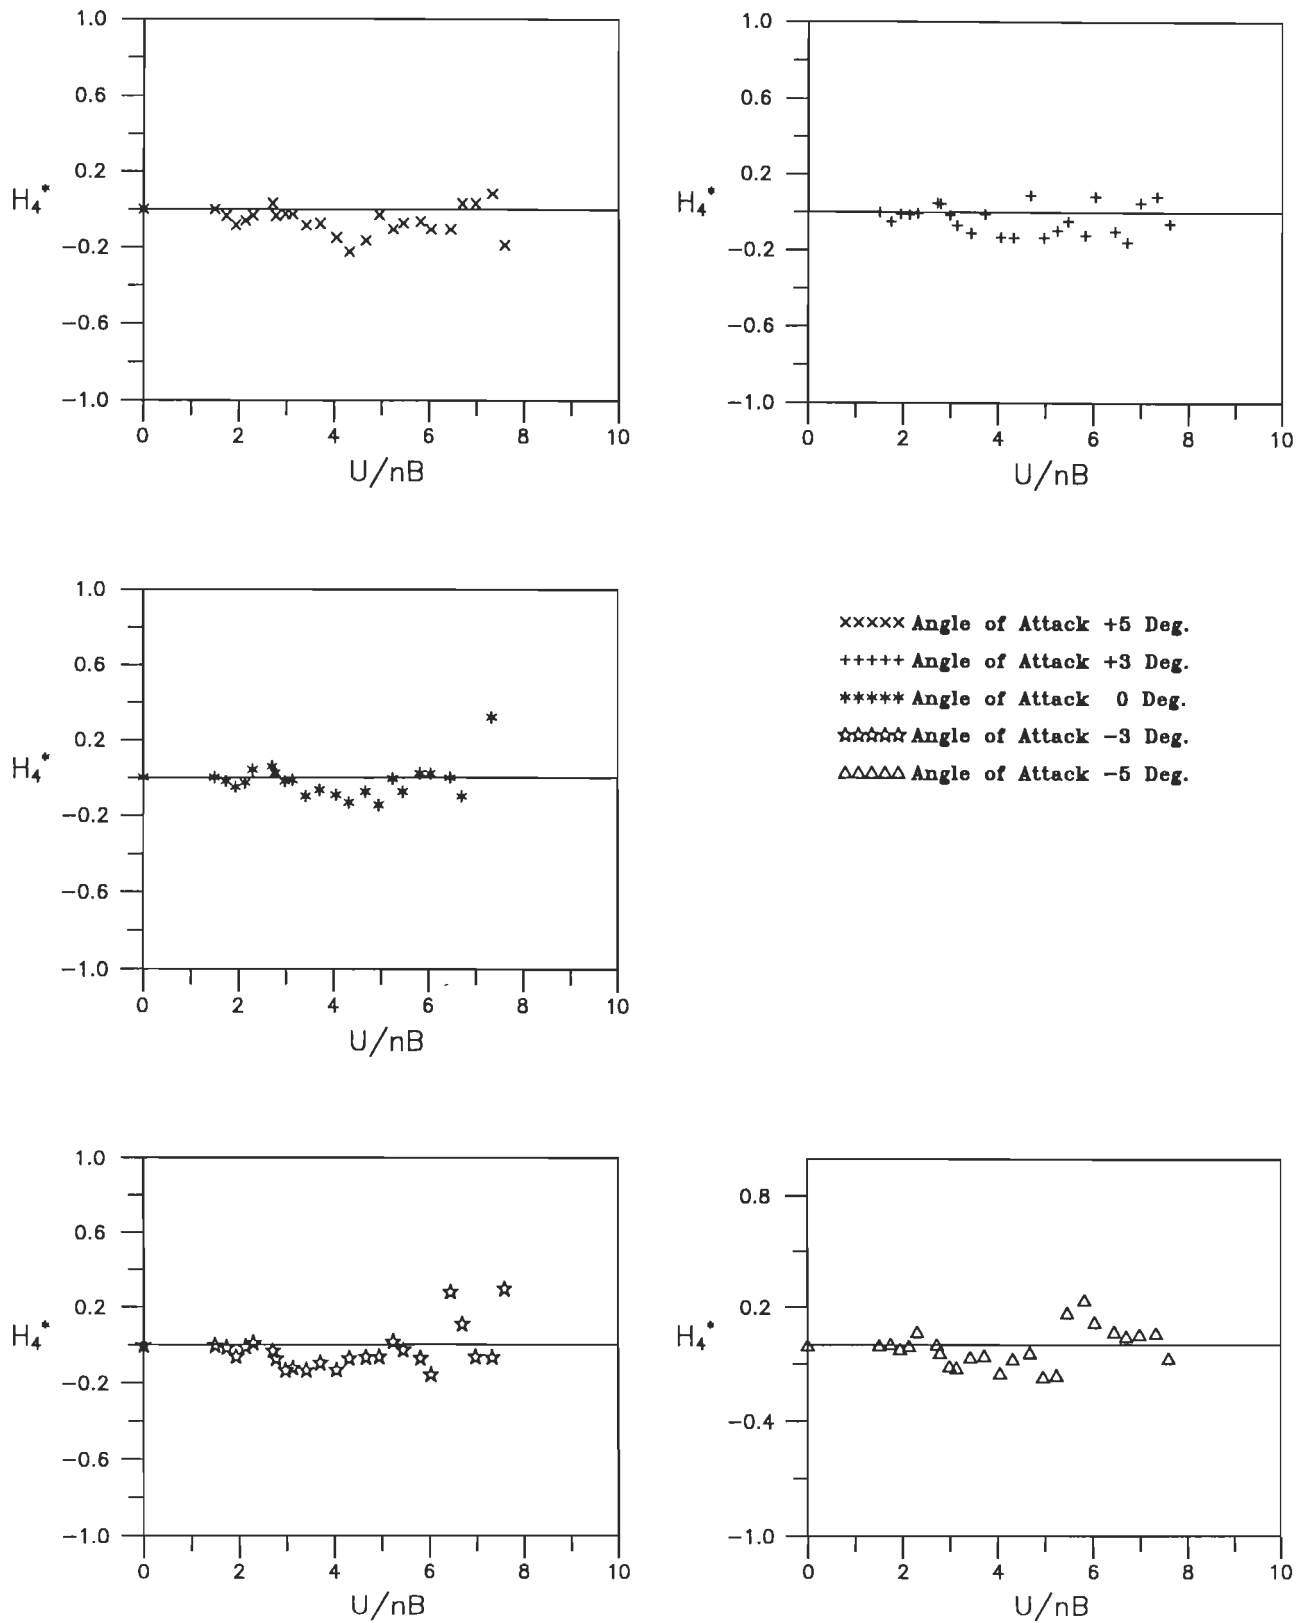 1.0
0.6
0.2
H4*
−0.2
−0.6
−1.0
0 2 4 6 8 10
U/nB
1.0
0.6
0.2
H4*
−0.2
−0.6
−1.0
0 2 4 6 8 10
U/nB
1.0
0.6
0.2
H4*
−0.2
−0.6
−1.0
0 2 4 6 8 10
U/nB
Angle of Attack +5 Deg.
Angle of Attack +3 Deg.
Angle of Attack 0 Deg.
Angle of Attack −3 Deg.
Angle of Attack −5 Deg.
1.0
0.6
0.2
H4*
−0.2
−0.6
−1.0
0 2 4 6 8 10
U/nB
0.8
0.2
H4*
−0.4
−1.0
0 2 4 6 8 10
U/nB